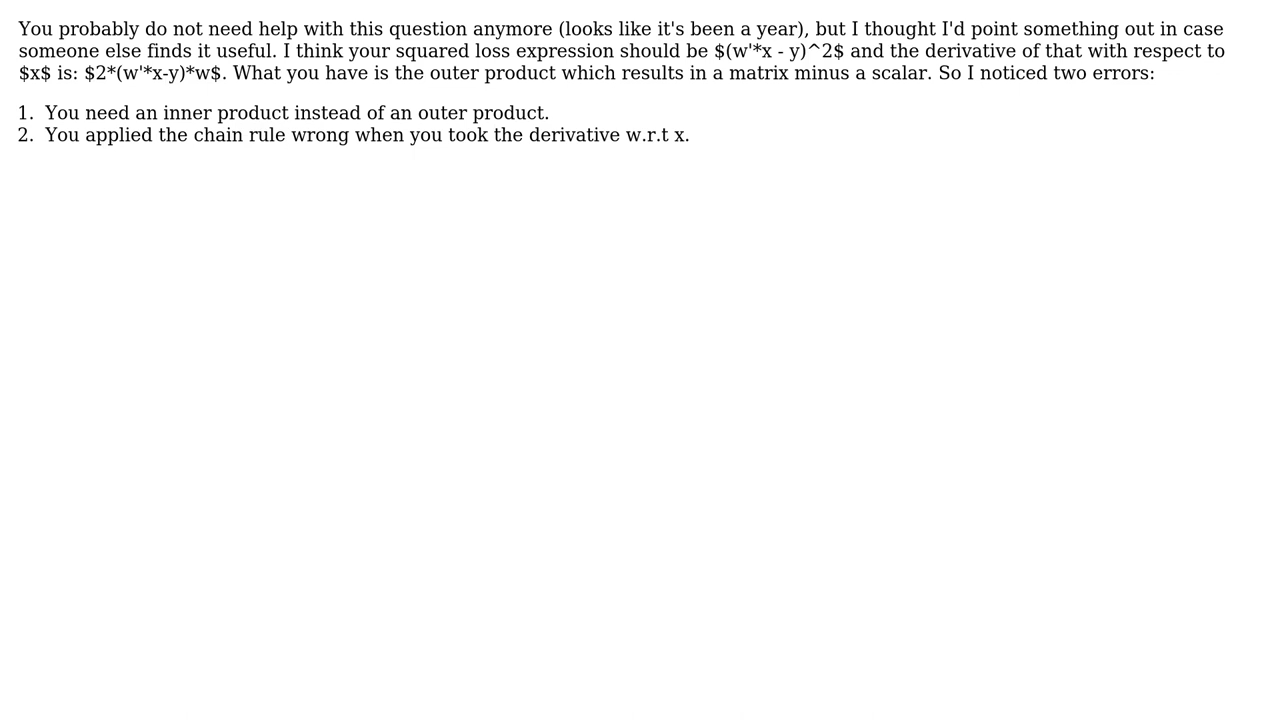 You probably do not need help with this question anymore (looks like it's been a year), but I thought I'd point something out in case
someone else finds it useful. I think your squared loss expression should be $(w'*x - y)^2$ and the derivative of that with respect to
$x$ is: $2*(w'*x-y)*w$. What you have is the outer product which results in a matrix minus a scalar. So I noticed two errors:
1. You need an inner product instead of an outer product.
2. You applied the chain rule wrong when you took the derivative w.r.t x.